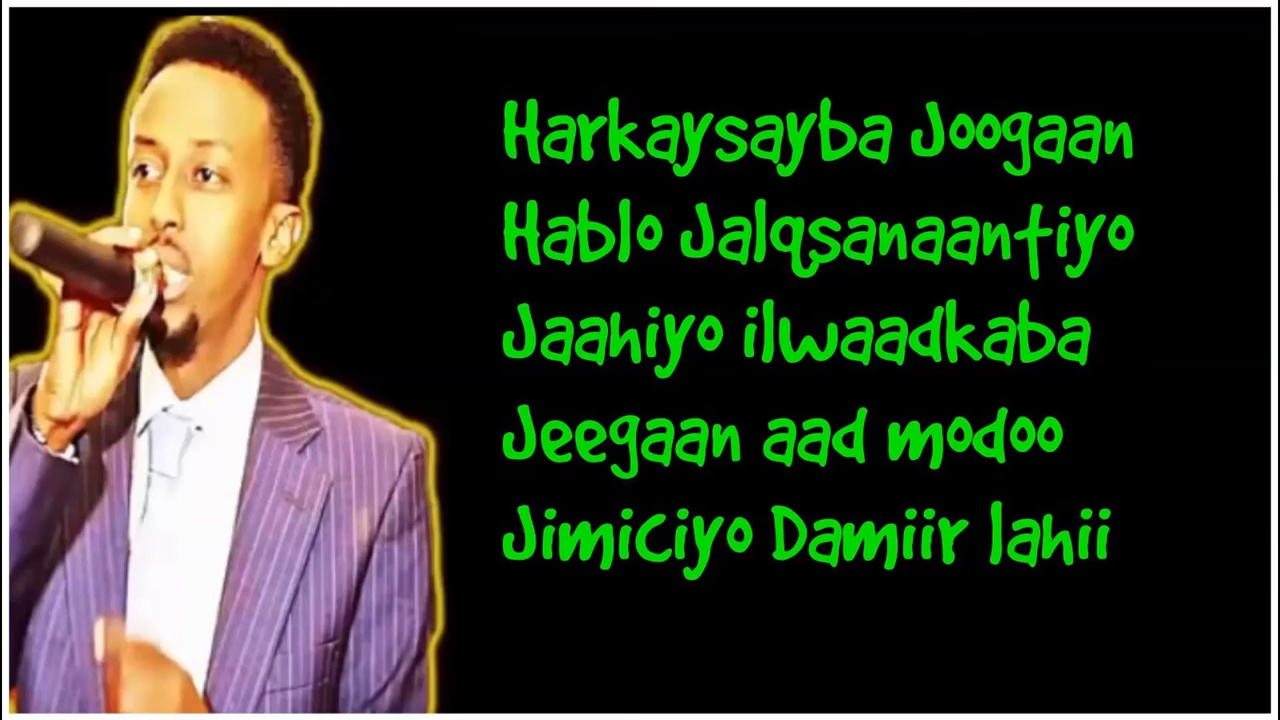 Harkaysayba Joogaan
Hablo Jalqsanaantiyo
Jaahiyo ilwaadkaba
Jeegaan aad modoo
Jimiciyo Damiir lahii